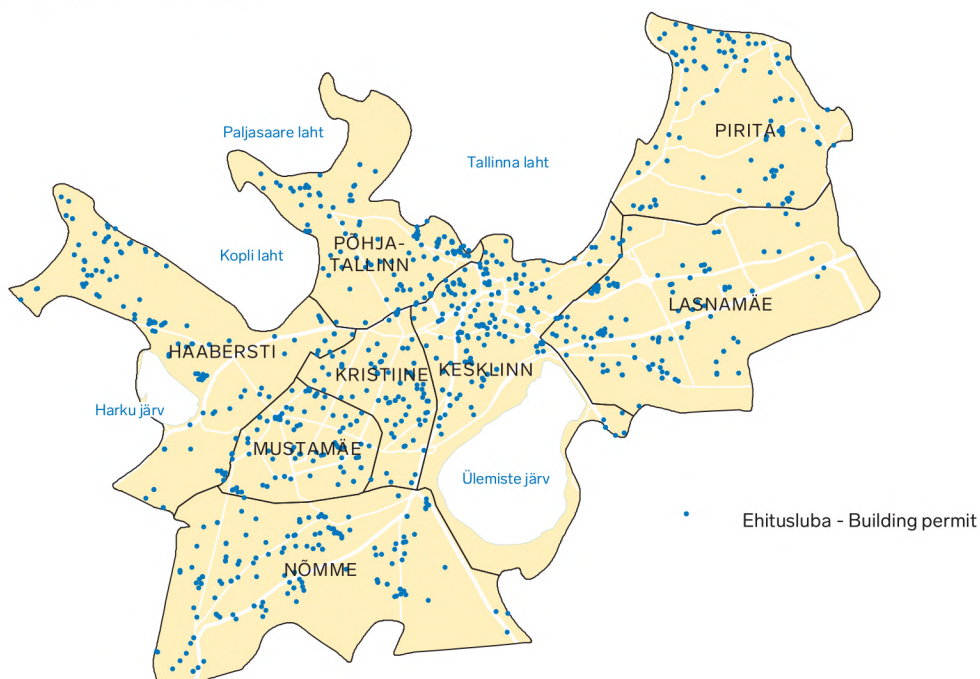 Paljasaare laht
PIRITA
Tallinna laht
PÕHJA-
TALLINN
Kopli laht
LASNAMÄE
HAABERSTI
KRISTIINE
KESKLINN
Harku järv
MUSTAMÄE
Ülemiste järv
Ehitusluba - Building permit
NÕMME